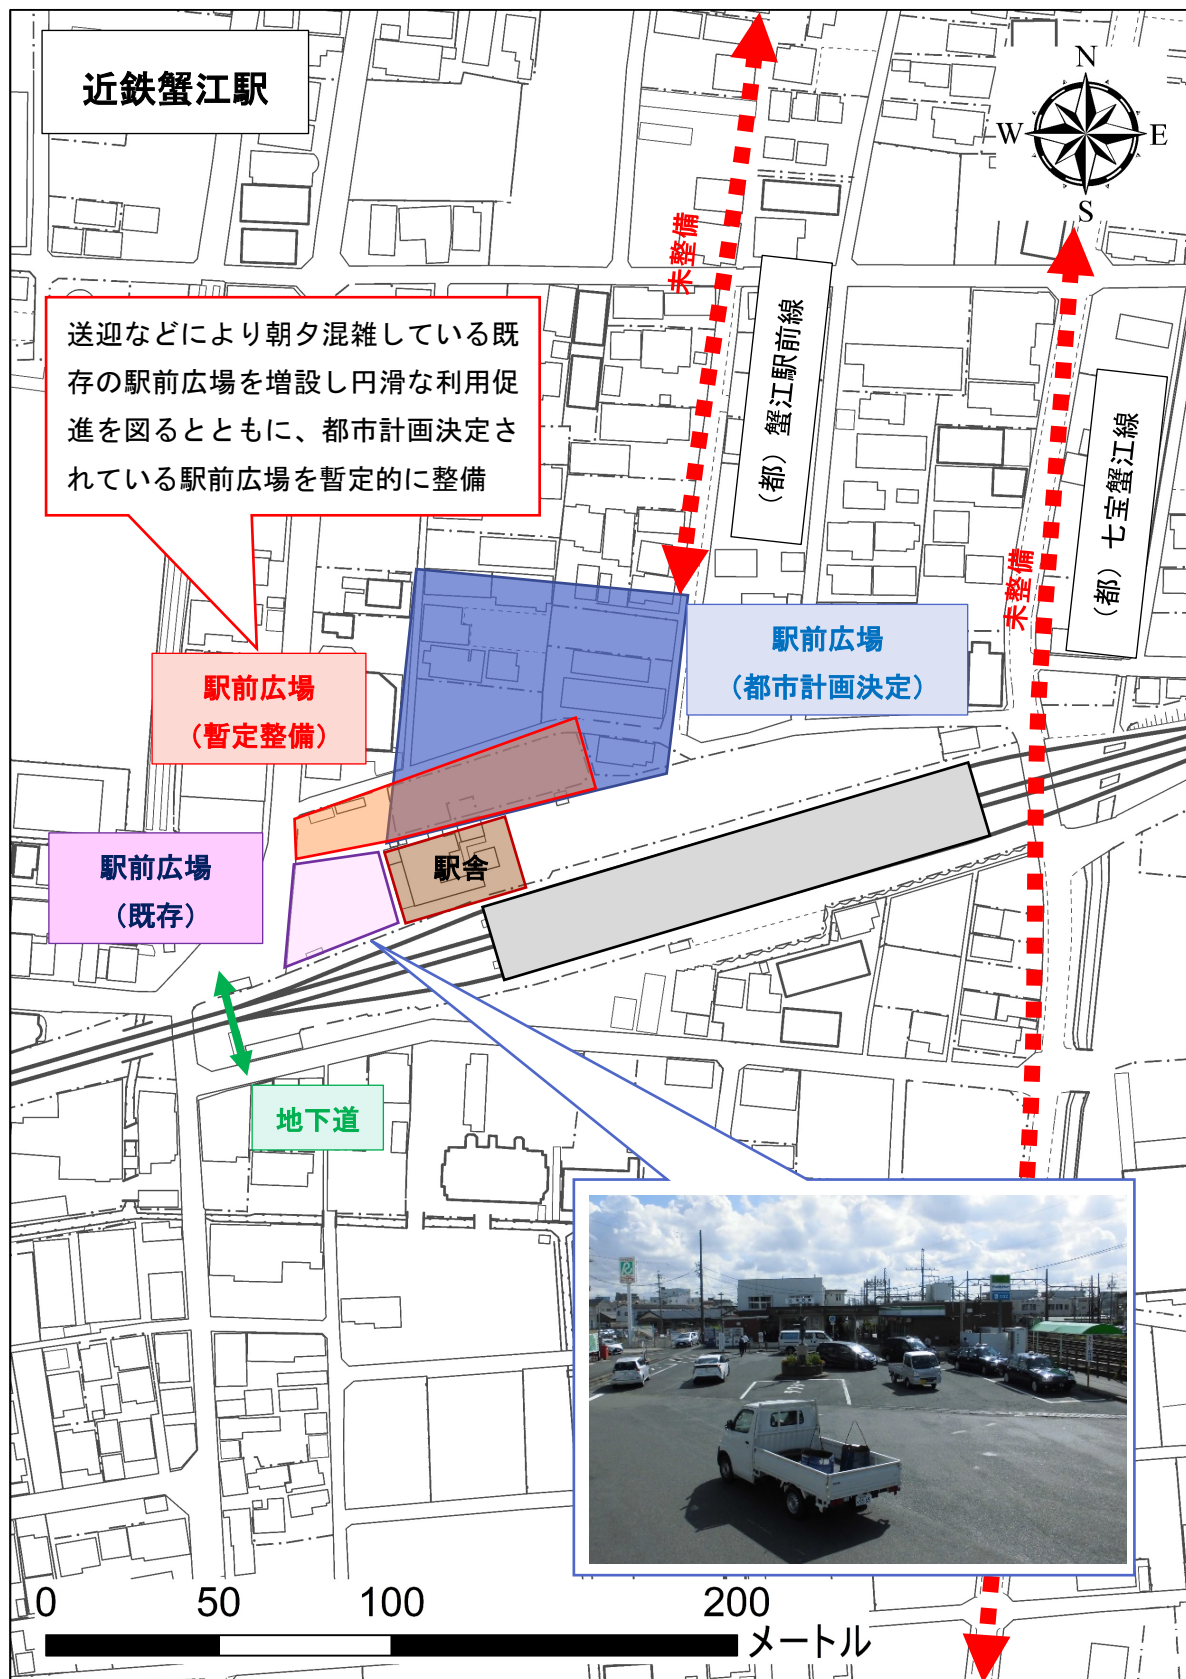 近鉄蟹江駅
N
W
E
S
未整備
送迎などにより朝夕混雑している既
存の駅前広場を増設し円滑な利用促
進を図るとともに、都市計画決定さ
れている駅前広場を暫定的に整備
（都）蟹江駅前線
（都）七宝蟹江線
未整備
駅前広場
（都市計画決定）
駅前広場
（暫定整備）
駅前広場
（既存）
駅舎
地下道
0 50 100 200
メートル